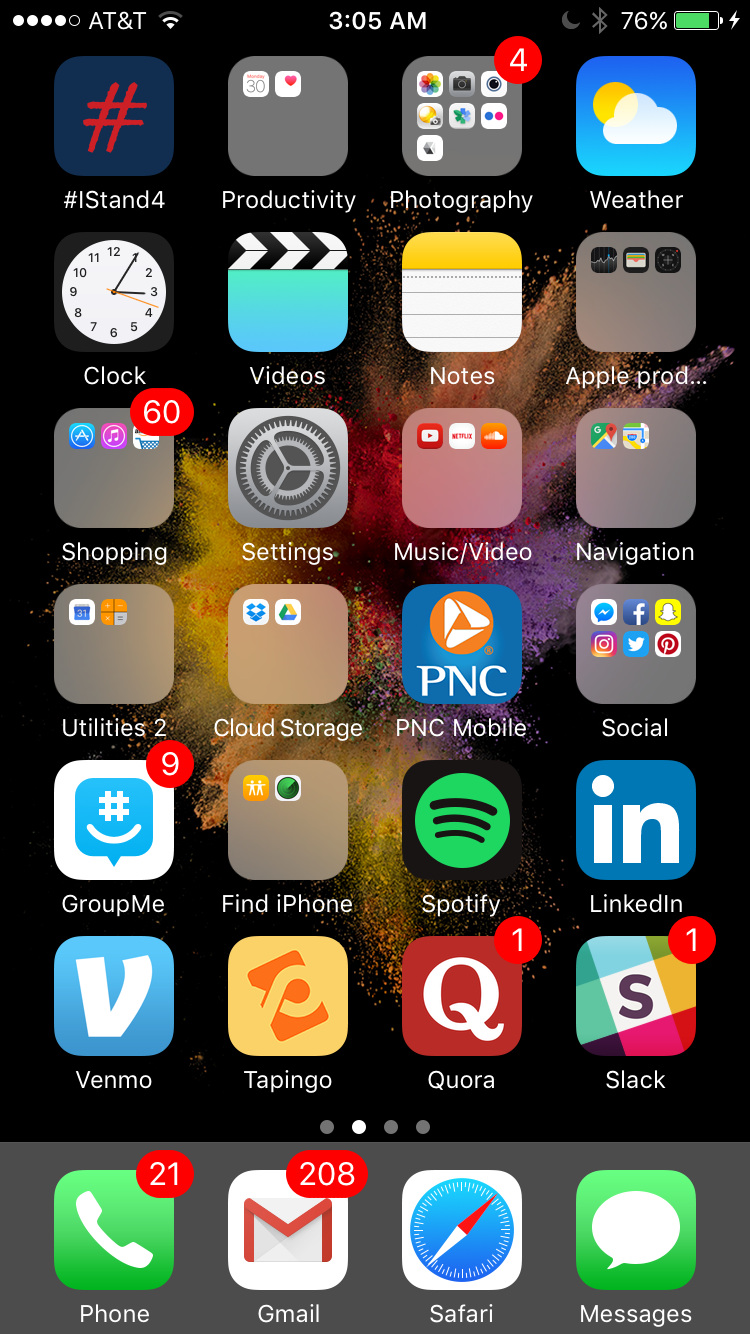 AT&T 3:05 AM 76%
4
Monday
30
# 
#IStand4 Productivity Photography Weather
12
11 1
10 2
9 3
8 4
7 5
6
Clock Videos Notes Apple prod...
60
G
NETFLIX
Shopping Settings Music/Video Navigation
31
PNC
Utilities 2 Cloud Storage PNC Mobile Social
9
#
in
GroupMe Find iPhone Spotify LinkedIn
1 1
V
Q
S
Venmo Tapingo Quora Slack
21 208
Phone Gmail Safari Messages